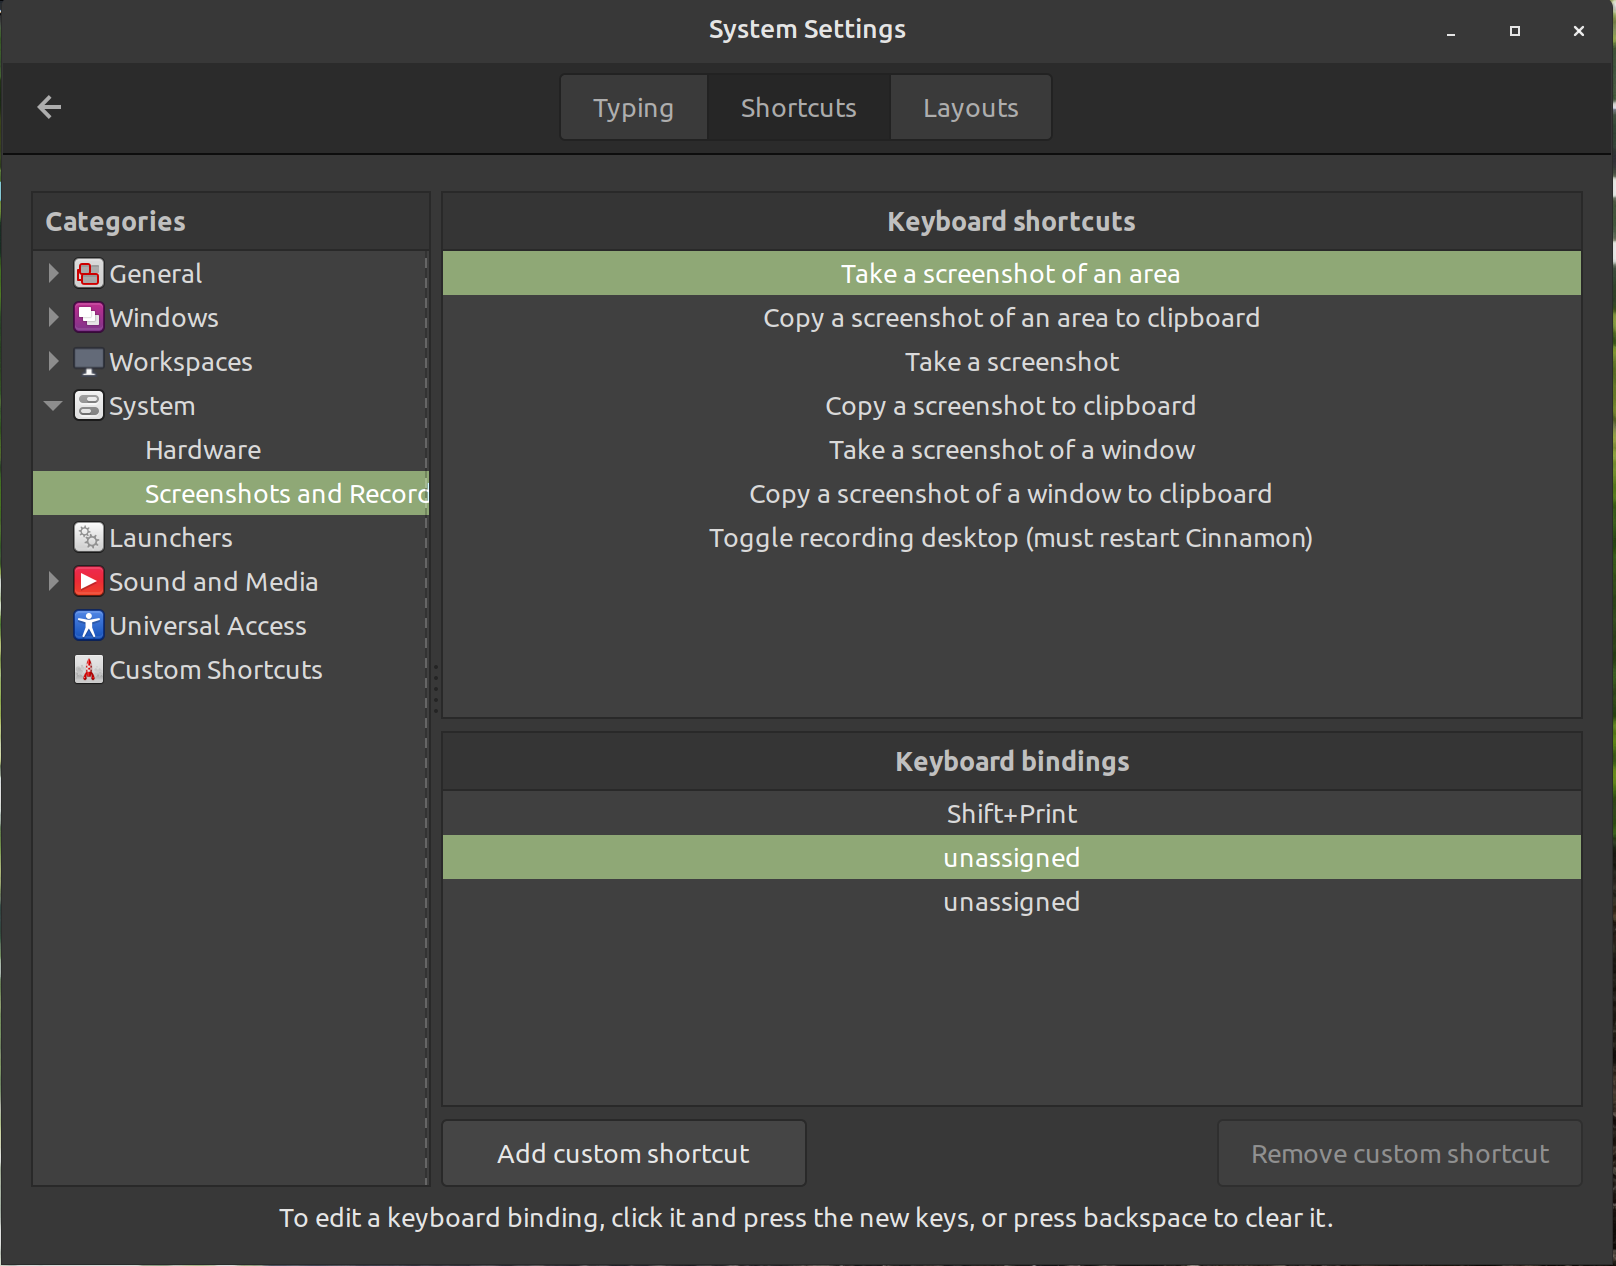 System Settings
Typing
Shortcuts
Layouts
Categories
General
Windows
Workspaces
System
Hardware
Screenshots and Record
Launchers
Sound and Media
Universal Access
Custom Shortcuts
Keyboard shortcuts
Take a screenshot of an area
Copy a screenshot of an area to clipboard
Take a screenshot
Copy a screenshot to clipboard
Take a screenshot of a window
Copy a screenshot of a window to clipboard
Toggle recording desktop (must restart Cinnamon)
Keyboard bindings
Shift+Print
unassigned
unassigned
Add custom shortcut
Remove custom shortcut
To edit a keyboard binding, click it and press the new keys, or press backspace to clear it.